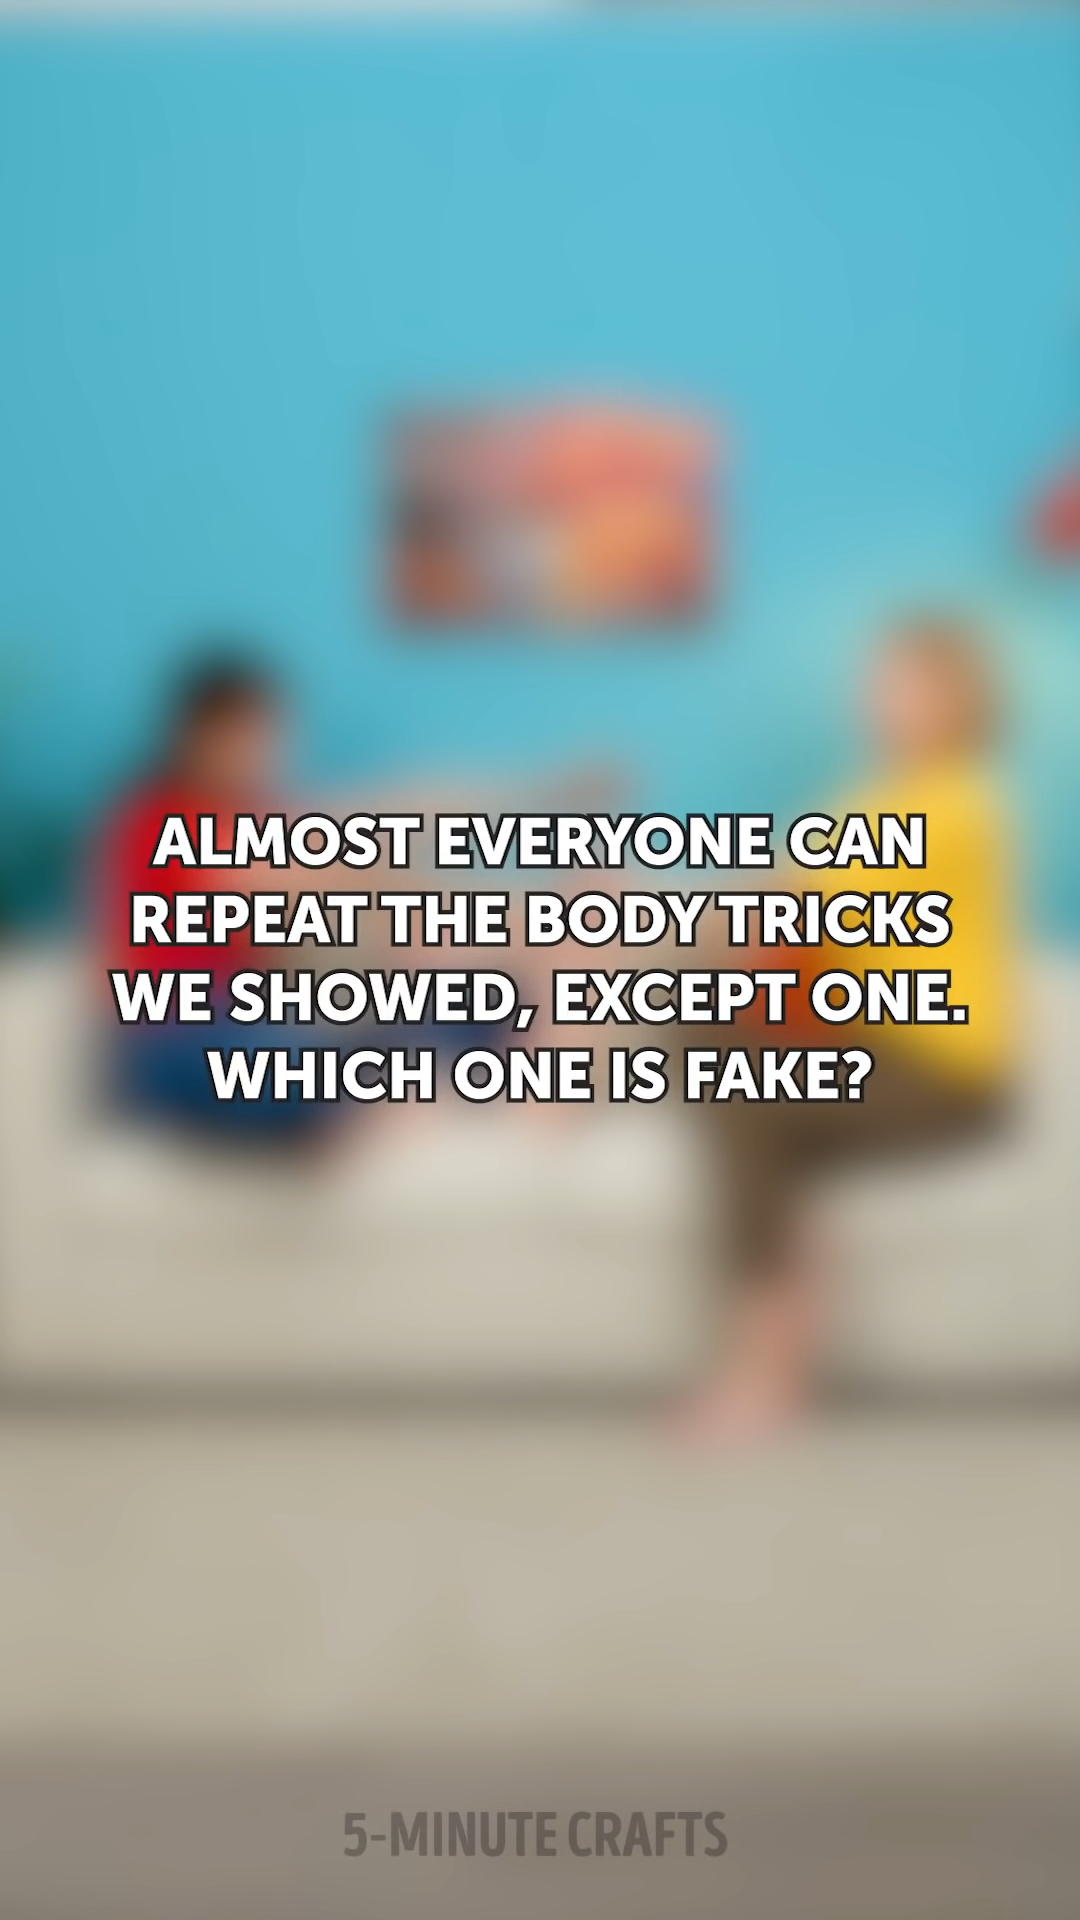 ALMOST EVERYONE CAN
REPEAT THE BODY TRICKS
WE SHOWED, EXCEPT ONE.
WHICH ONE IS FAKE?
5-MINUTE CRAFTS